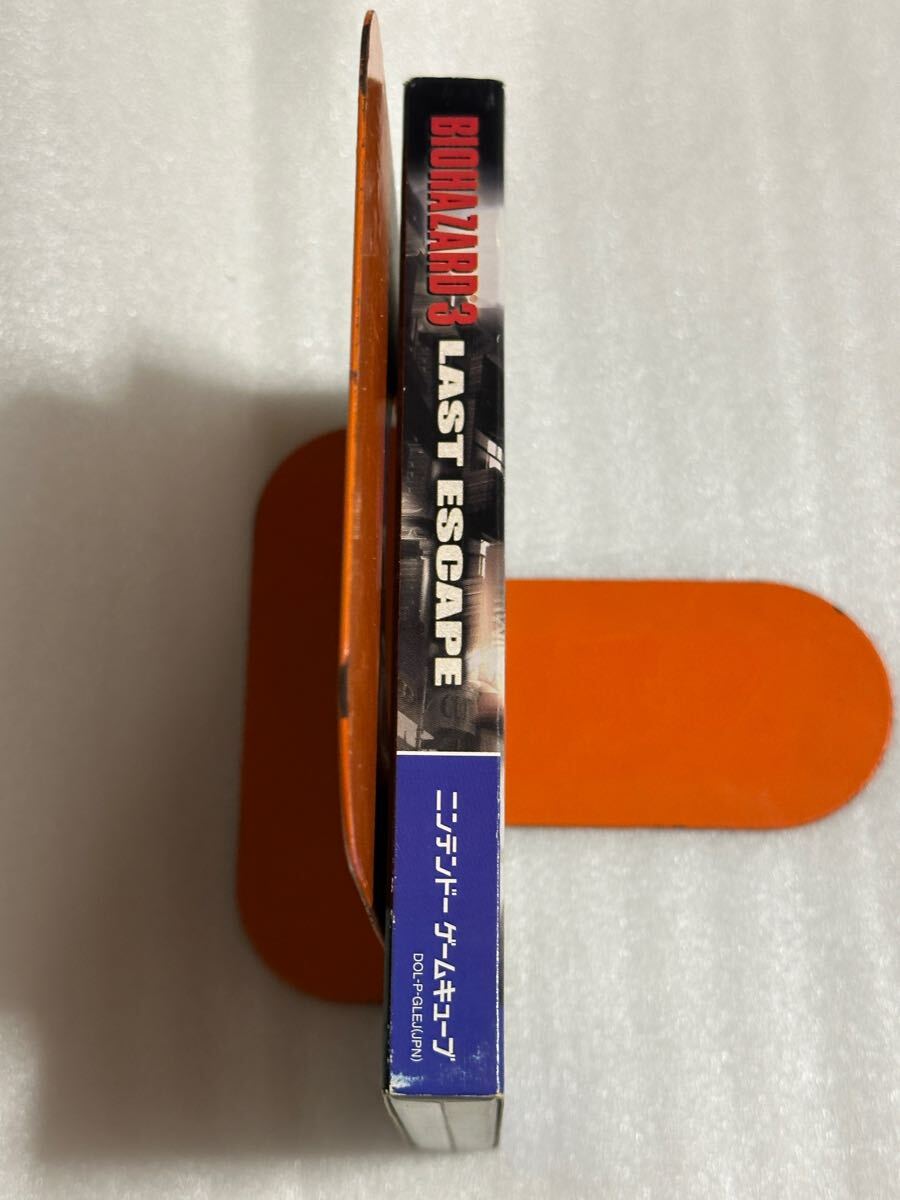 BIOHAZARD 3
LAST ESCAPE
ニンテンドー ゲームキューブ
DOL-P-GLEJ(JPN)